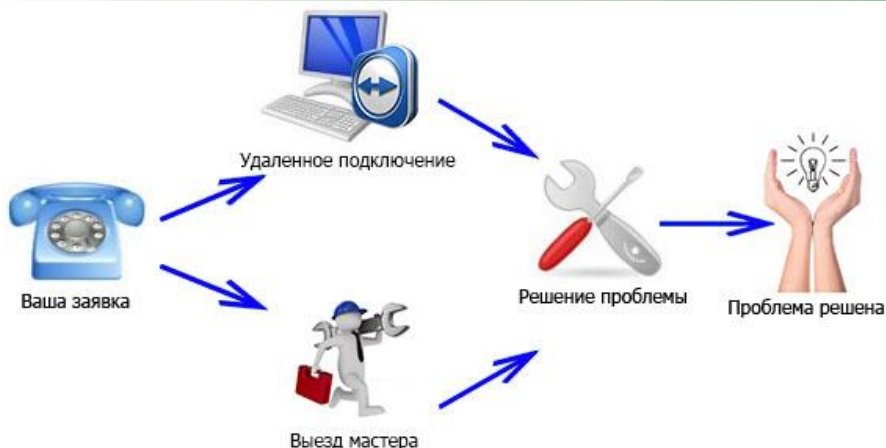 Удаленное подключение
Ваша заявка
Решение проблемы
Проблема решена
Выезд мастера